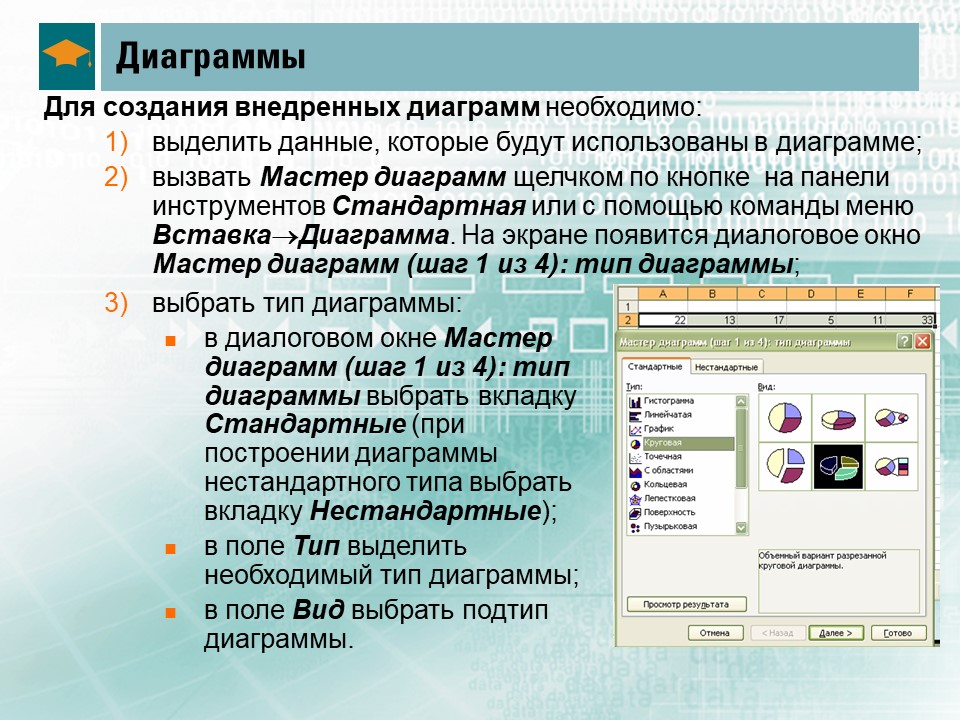 Диаграммы
Для создания внедренных диаграмм необходимо:
1) выделить данные, которые будут использованы в диаграмме;
2) вызвать Мастер диаграмм щелчком по кнопке на панели
инструментов Стандартная или с помощью команды меню
Вставка→Диаграмма. На экране появится диалоговое окно
Мастер диаграмм (шаг 1 из 4): тип диаграммы;
3) выбрать тип диаграммы:
■ в диалоговом окне Мастер
диаграмм (шаг 1 из 4): тип
диаграммы выбрать вкладку
Стандартные (при
построении диаграммы
нестандартного типа выбрать
вкладку Нестандартные);
■ в поле Тип выделить
необходимый тип диаграммы;
■ в поле Вид выбрать подтип
диаграммы.
A B C D E F
1
2 22 13 17 5 11 33
Мастер диаграмм (шаг 1 из 4): тип диаграммы
Стандартные Нестандартные
Тип: Вид:
Гистограмма
Линейчатая
График
Круговая
Точечная
С областями
Кольцевая
Лепестковая
Поверхность
Пузырьковая
Объемный вариант разрезанной
круговой диаграммы.
Просмотр результата
Отмена < Назад Далее > Готово